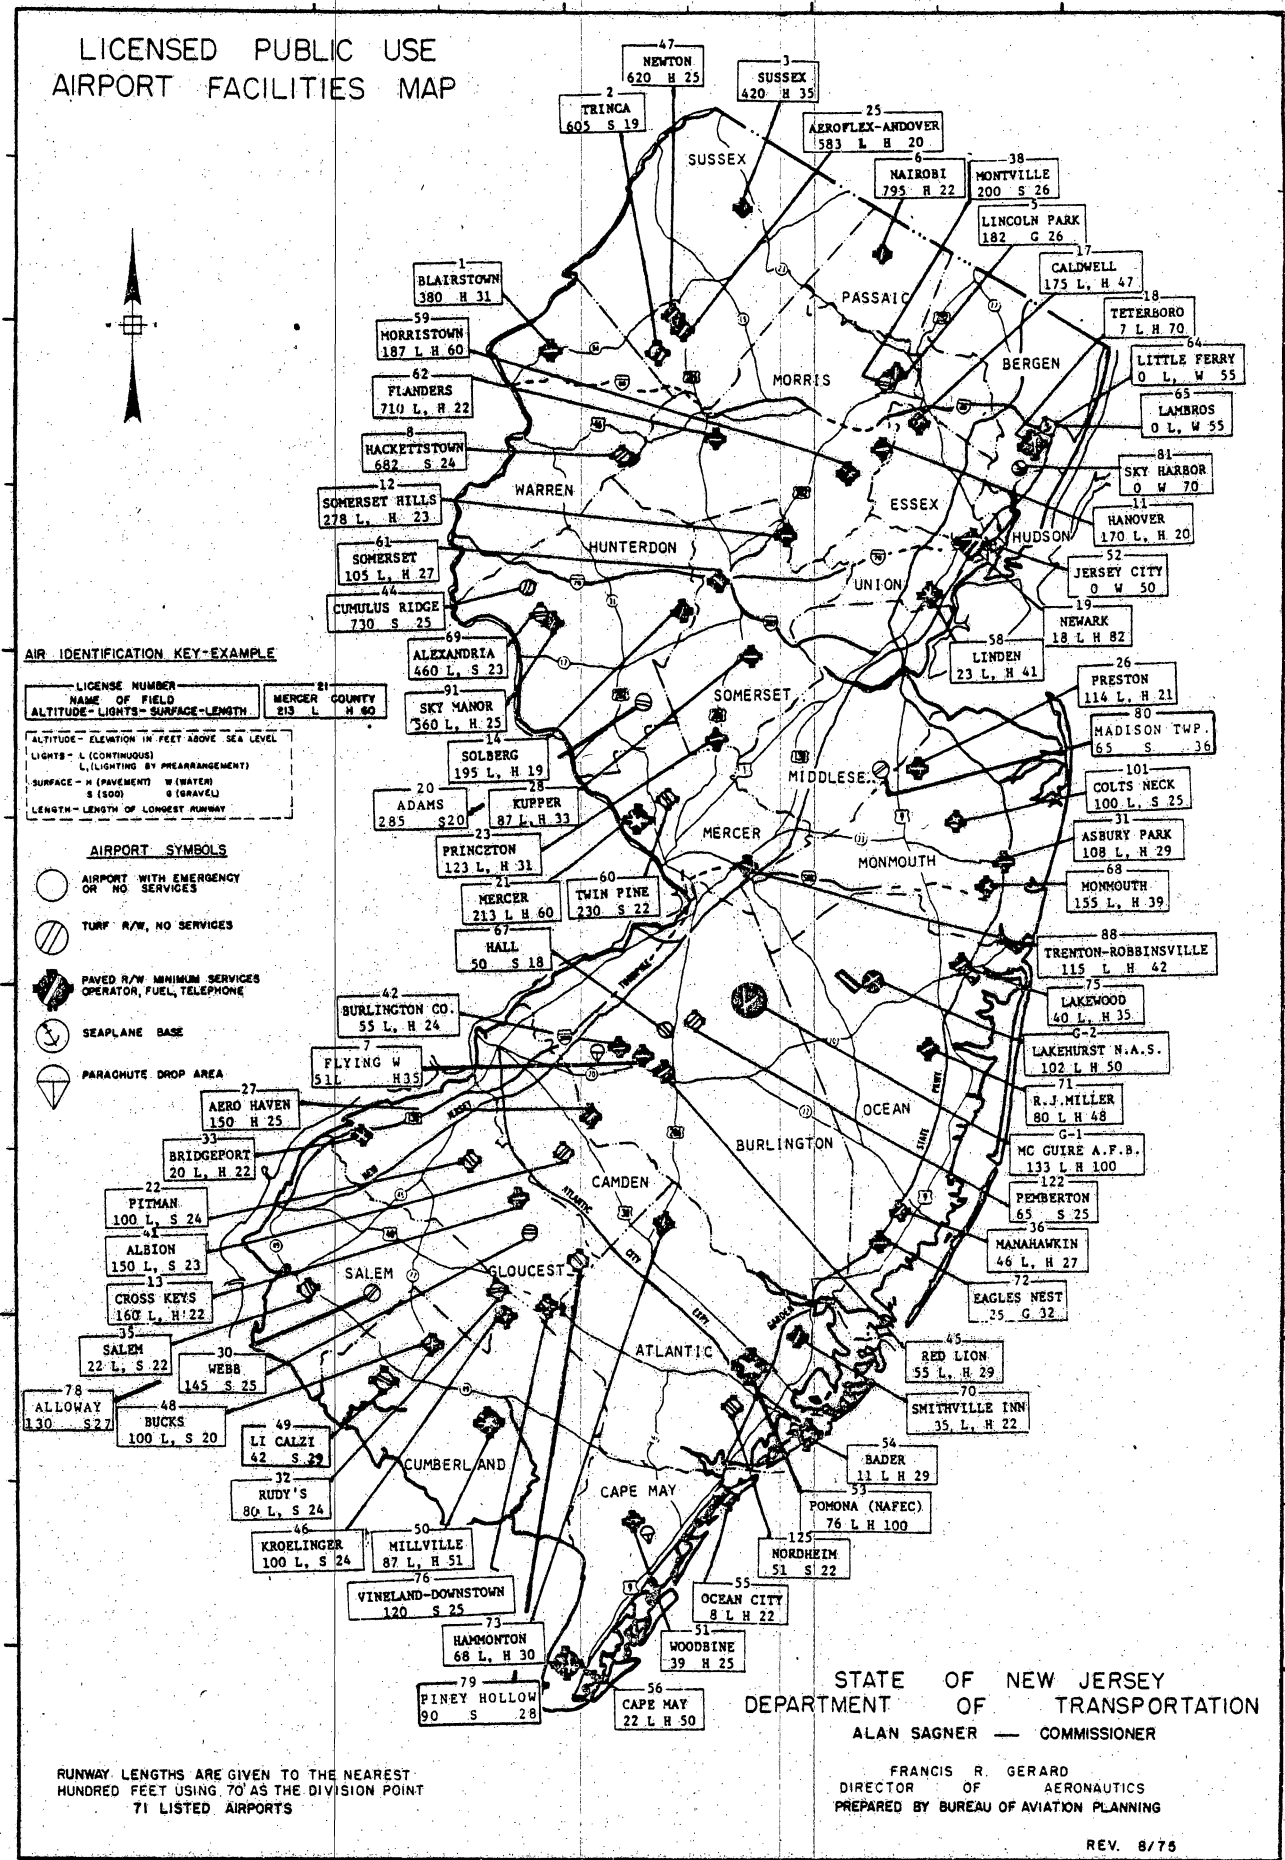 LICENSED PUBLIC USE
AIRPORT FACILITIES MAP
47
NEWTON
620 H 25
3
SUSSEX
420 H 35
2
TRINCA
605 S 19
25
AEROFLEX-ANDOVER
583 L H 20
6
NAIROBI
795 H 22
38
MONTVILLE
200 S 26
5
LINCOLN PARK
182 G 26
17
CALDWELL
175 L, H 47
18
TETERBORO
7 L H 70
64
LITTLE FERRY
0 L, W 55
65
LAMBROS
0 L, W 55
81
SKY HARBOR
0 W 70
11
HANOVER
170 L, H 20
52
JERSEY CITY
0 W 50
19
NEWARK
18 L H 82
58
LINDEN
23 L, H 41
26
PRESTON
114 L, H 21
80
MADISON TWP.
65 S 36
101
COLTS NECK
100 L, S 25
31
ASBURY PARK
108 L, H 29
68
MONMOUTH
155 L, H 39
88
TRENTON-ROBBINSVILLE
115 L H 42
75
LAKEWOOD
40 L, H 35
G-2
LAKEHURST N.A.S.
102 L H 50
71
R.J.MILLER
80 L H 48
G-1
MC GUIRE A.F.B.
133 L H 100
122
PEMBERTON
65 S 25
36
MANAHAWKIN
46 L, H 27
72
EAGLES NEST
25 G 32
45
RED LION
55 L, H 29
70
SMITHVILLE INN
35 L, H 22
54
BADER
11 L H 29
53
POMONA (NAFEC)
76 L H 100
125
NORDHEIM
51 S 22
55
OCEAN CITY
8 L H 22
51
WOODBINE
39 H 25
56
CAPE MAY
22 L H 50
1
BLAIRSTOWN
380 H 31
59
MORRISTOWN
187 L H 60
62
FLANDERS
710 L, H 22
8
HACKETTSTOWN
682 S 24
12
SOMERSET HILLS
278 L, H 23
61
SOMERSET
105 L, H 27
44
CUMULUS RIDGE
730 S 25
69
ALEXANDRIA
460 L, S 23
91
SKY MANOR
560 L, H 25
14
SOLBERG
195 L, H 19
20
ADAMS
285 S20
28
KUPPER
87 L, H 33
23
PRINCETON
123 L, H 31
21
MERCER
213 L H 60
60
TWIN PINE
230 S 22
67
HALL
50 S 18
42
BURLINGTON CO.
55 L, H 24
7
FLYING W
51L H35
27
AERO HAVEN
150 H 25
33
BRIDGEPORT
20 L, H 22
22
PITMAN
100 L, S 24
41
ALBION
150 L, S 23
13
CROSS KEYS
160 L, H 22
35
SALEM
22 L, S 22
30
WEBB
145 S 25
78
ALLOWAY
130 S27
48
BUCKS
100 L, S 20
49
LI CALZI
42 S 29
32
RUDY'S
80 L, S 24
46
KROELINGER
100 L, S 24
50
MILLVILLE
87 L, H 51
76
VINELAND-DOWNSTOWN
120 S 25
73
HAMMONTON
68 L, H 30
79
PINEY HOLLOW
90 S 28
AIR IDENTIFICATION KEY-EXAMPLE
LICENSE NUMBER
NAME OF FIELD
ALTITUDE-LIGHTS-SURFACE-LENGTH
21
MERCER COUNTY
213 L H 60
ALTITUDE- ELEVATION IN FEET ABOVE SEA LEVEL
LIGHTS- L (CONTINUOUS)
L,(LIGHTING BY PREARRANGEMENT)
SURFACE- H (PAVEMENT) W (WATER)
S (SOD) G (GRAVEL)
LENGTH- LENGTH OF LONGEST RUNWAY
AIRPORT SYMBOLS
AIRPORT WITH EMERGENCY
OR NO SERVICES
TURF R/W, NO SERVICES
PAVED R/W MINIMUM SERVICES
OPERATOR, FUEL, TELEPHONE
SEAPLANE BASE
PARACHUTE DROP AREA
SUSSEX
PASSAIC
BERGEN
MORRIS
WARREN
ESSEX
HUDSON
HUNTERDON
UNION
SOMERSET
MIDDLESEX
MERCER
MONMOUTH
OCEAN
BURLINGTON
CAMDEN
SALEM
GLOUCEST
ATLANTIC
CUMBERLAND
CAPE MAY
NEW
JERSEY
TURNPIKE
ATLANTIC
CITY
EXPY.
GARDEN
STATE
PKWY.
STATE OF NEW JERSEY
DEPARTMENT OF TRANSPORTATION
ALAN SAGNER — COMMISSIONER
FRANCIS R. GERARD
DIRECTOR OF AERONAUTICS
PREPARED BY BUREAU OF AVIATION PLANNING
REV. 8/75
RUNWAY LENGTHS ARE GIVEN TO THE NEAREST
HUNDRED FEET USING 70' AS THE DIVISION POINT
71 LISTED AIRPORTS